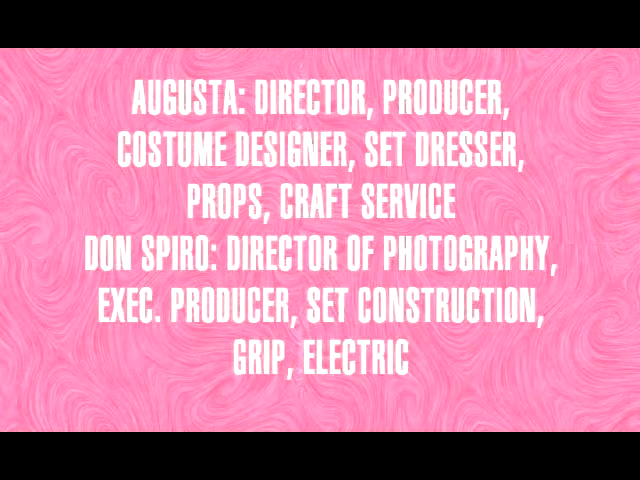 AUGUSTA: DIRECTOR, PRODUCER,
COSTUME DESIGNER, SET DRESSER,
PROPS, CRAFT SERVICE
DON SPIRO: DIRECTOR OF PHOTOGRAPHY,
EXEC. PRODUCER, SET CONSTRUCTION,
GRIP, ELECTRIC